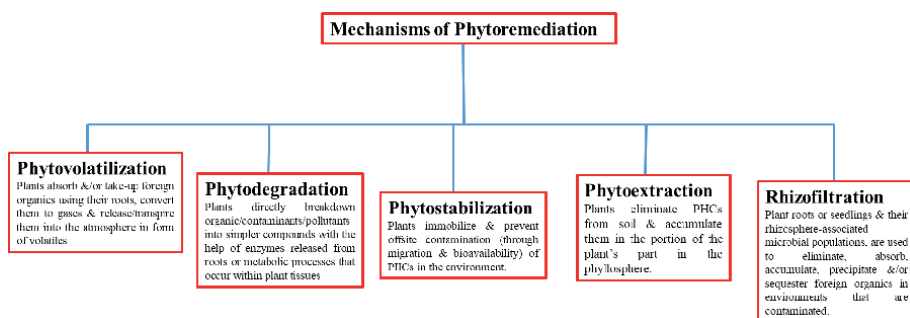 Mechanisms of Phytoremediation
Phytovolatilization
Plants absorb &/or take-up foreign
organics using their roots, convert
them to gases & release/transpire
them into the atmosphere in form
of volatiles
Phytodegradation
Plants directly breakdown
organic/contaminants/pollutants
into simpler compounds with the
help of enzymes released from
roots or metabolic processes that
occur within plant tissues
Phytostabilization
Plants immobilize & prevent
offsite contamination (through
migration & bioavailability) of
PHCs in the environment.
Phytoextraction
Plants eliminate PHCs
from soil & accumulate
them in the portion of the
plant's part in the
phyllosphere.
Rhizofiltration
Plant roots or seedlings & their
rhizosphere-associated
microbial populations, are used
to eliminate, absorb,
accumulate, precipitate &/or
sequester foreign organics in
environments that are
contaminated.